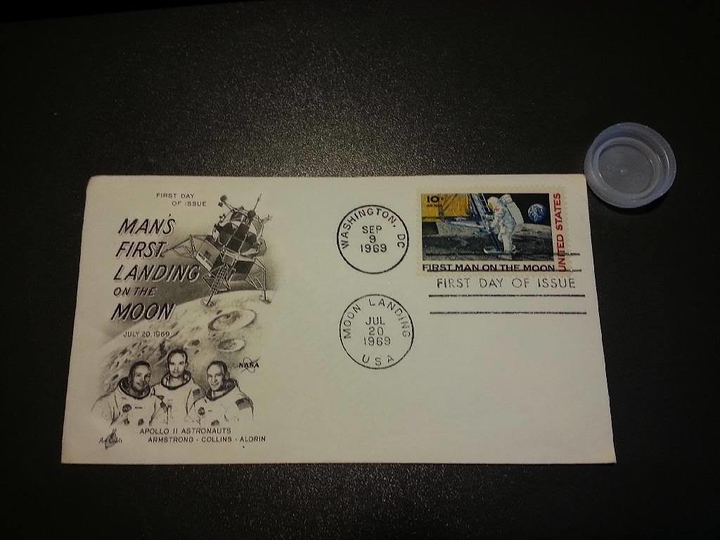 FIRST DAY
OF ISSUE
MAN'S
FIRST
LANDING
ON THE
MOON
JULY 20, 1969
NASA
APOLLO 11 ASTRONAUTS
ARMSTRONG - COLLINS - ALDRIN
WASHINGTON, DC
SEP
9
1969
MOON LANDING
JUL
20
1969
USA
10¢
UNITED STATES
FIRST MAN ON THE MOON
FIRST DAY OF ISSUE